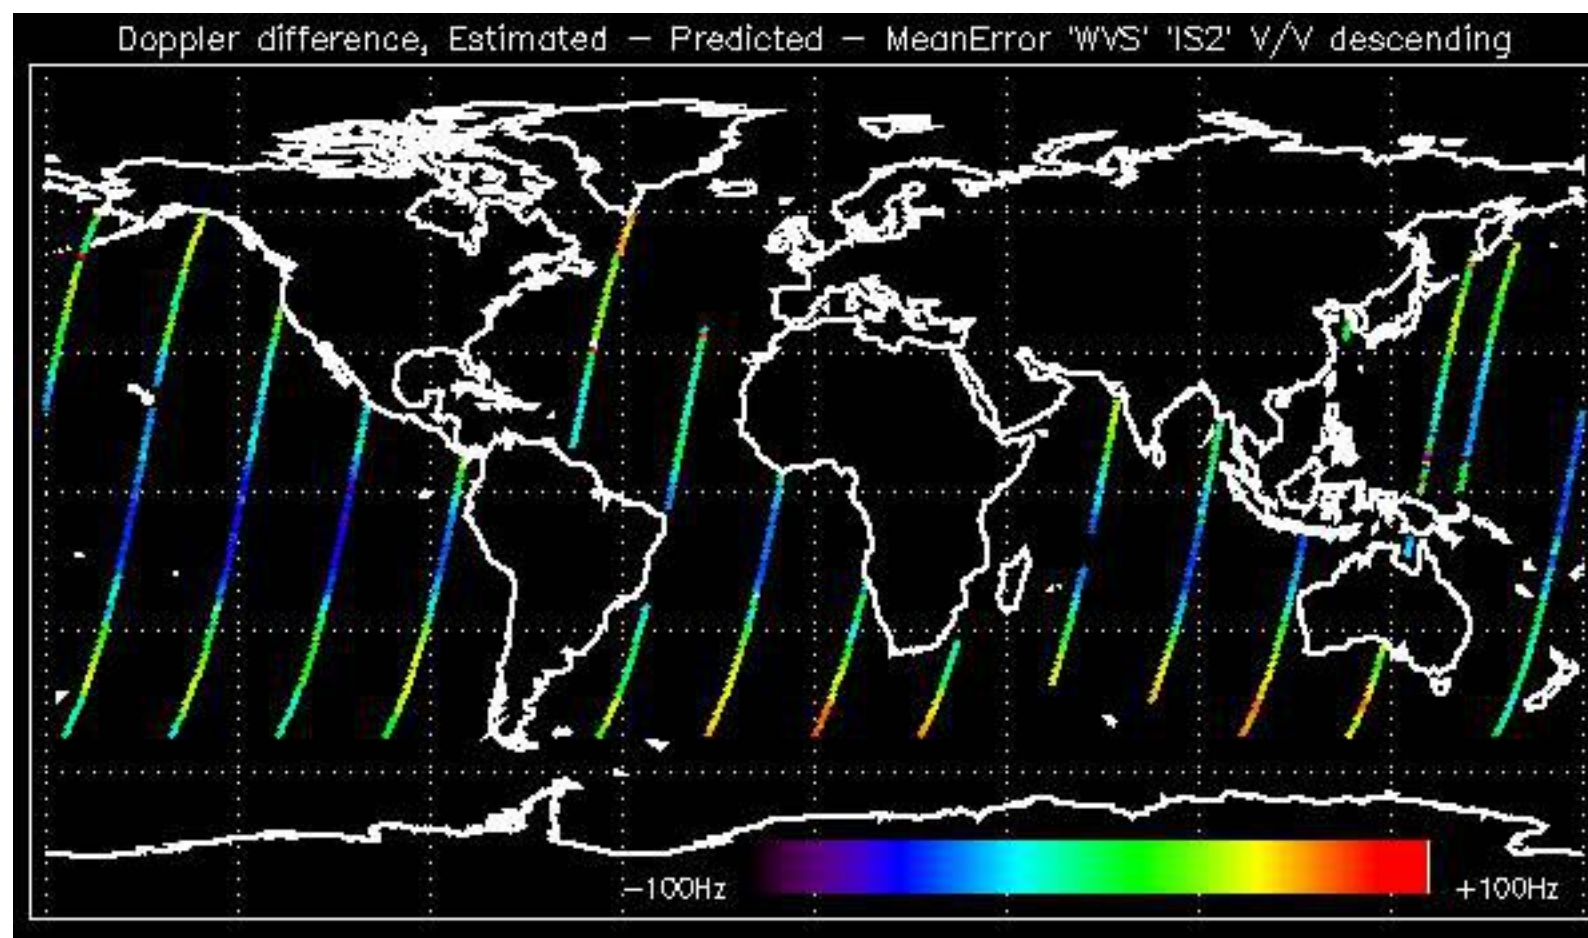 Doppler difference, Estimated — Predicted — MeanError 'WVS' 'IS2' V/V descending
−100Hz
+100Hz